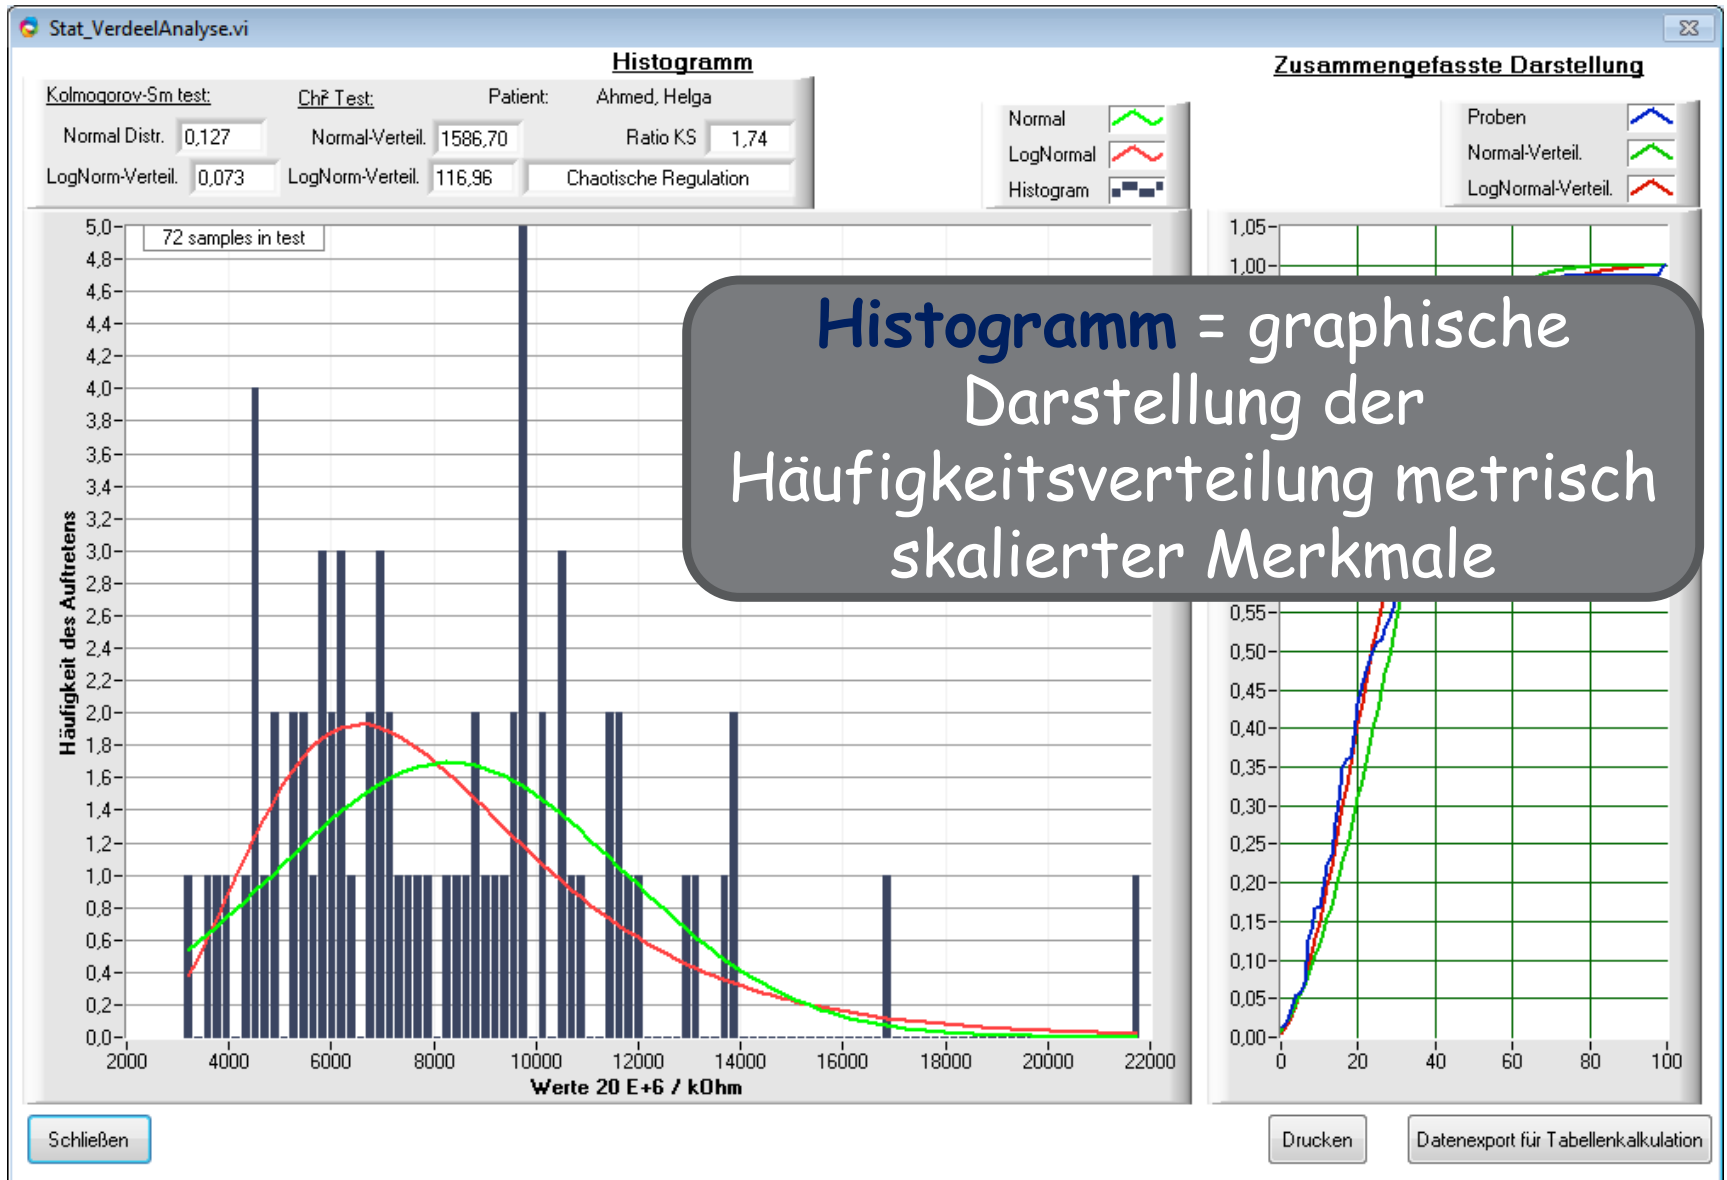 Stat_VerdeelAnalyse.vi
Histogramm
Zusammengefasste Darstellung
Kolmogorov-Sm test:
Chi² Test:
Patient: Ahmed, Helga
Normal Distr. 0,127
Normal-Verteil. 1586,70
Ratio KS 1,74
LogNorm-Verteil. 0,073
LogNorm-Verteil. 116,96
Chaotische Regulation
Normal
LogNormal
Histogram
Proben
Normal-Verteil.
LogNormal-Verteil.
72 samples in test
Häufigkeit des Auftretens
5,0
4,8
4,6
4,4
4,2
4,0
3,8
3,6
3,4
3,2
3,0
2,8
2,6
2,4
2,2
2,0
1,8
1,6
1,4
1,2
1,0
0,8
0,6
0,4
0,2
0,0
2000 4000 6000 8000 10000 12000 14000 16000 18000 20000 22000
Werte 20 E+6 / kOhm
Histogramm = graphische
Darstellung der
Häufigkeitsverteilung metrisch
skalierter Merkmale
1,05
1,00
0,55
0,50
0,45
0,40
0,35
0,30
0,25
0,20
0,15
0,10
0,05
0,00
0 20 40 60 80 100
Schließen
Drucken
Datenexport für Tabellenkalkulation